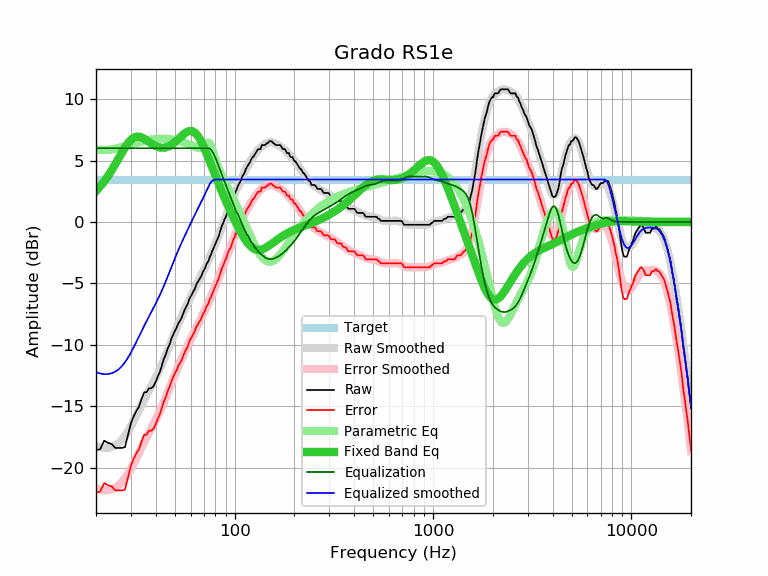 Grado RS1e
10
5
0
−5
−10
−15
−20
Amplitude (dBr)
Target
Raw Smoothed
Error Smoothed
Raw
Error
Parametric Eq
Fixed Band Eq
Equalization
Equalized smoothed
100
1000
10000
Frequency (Hz)